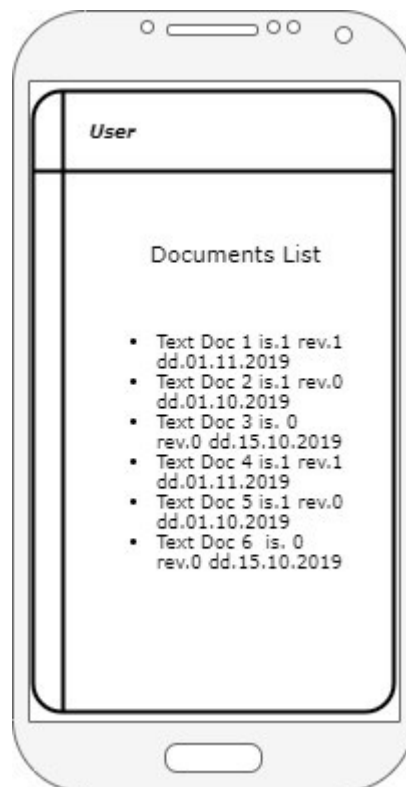 User
Documents List
• Text Doc 1 is.1 rev.1
dd.01.11.2019
• Text Doc 2 is.1 rev.0
dd.01.10.2019
• Text Doc 3 is. 0
rev.0 dd.15.10.2019
• Text Doc 4 is.1 rev.1
dd.01.11.2019
• Text Doc 5 is.1 rev.0
dd.01.10.2019
• Text Doc 6  is. 0
rev.0 dd.15.10.2019